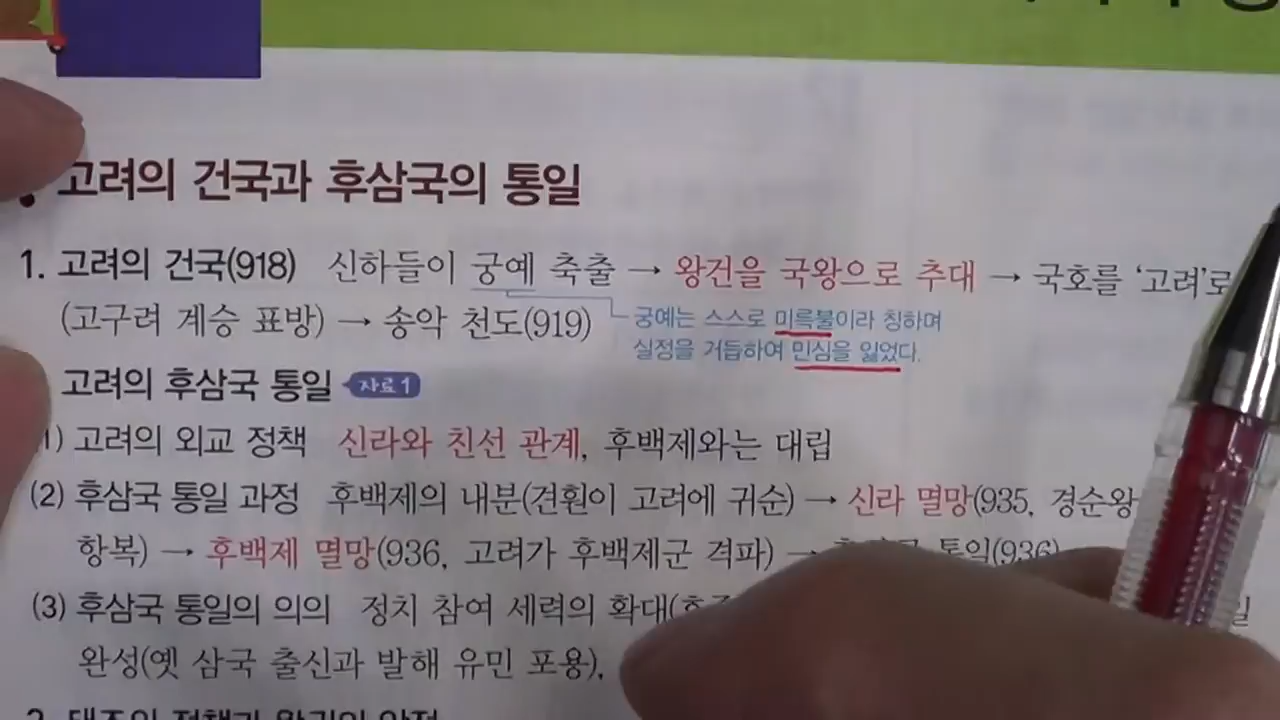 고려의 건국과 후삼국의 통일
1. 고려의 건국(918) 신하들이 궁예 축출 → 왕건을 국왕으로 추대 → 국호를 ‘고려’로
(고구려 계승 표방) → 송악 천도(919)
궁예는 스스로 미륵불이라 칭하며
실정을 거듭하여 민심을 잃었다.
고려의 후삼국 통일 자료1
1) 고려의 외교 정책 신라와 친선 관계, 후백제와는 대립
(2) 후삼국 통일 과정 후백제의 내분(견훤이 고려에 귀순) → 신라 멸망(935, 경순왕
항복) → 후백제 멸망(936, 고려가 후백제군 격파) → 통일(936)
(3) 후삼국 통일의 의의 정치 참여 세력의 확대(
완성(옛 삼국 출신과 발해 유민 포용),